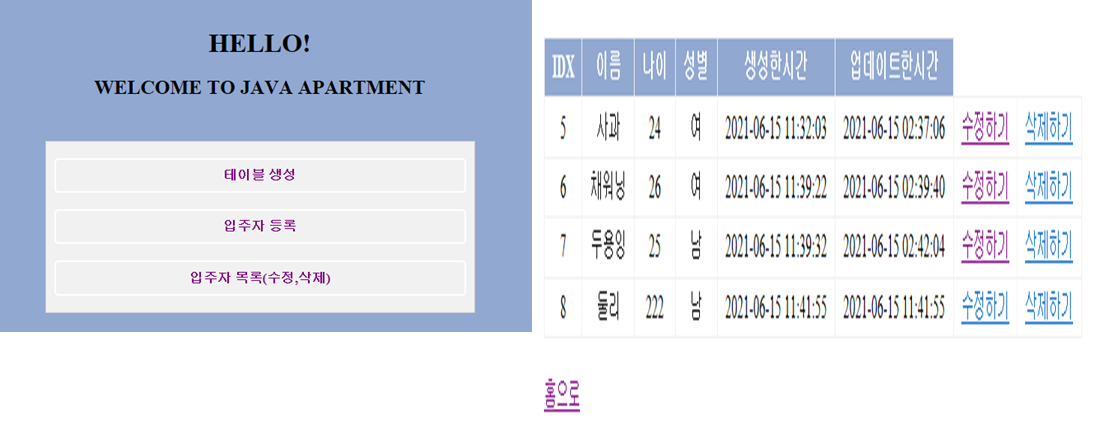 HELLO!
WELCOME TO JAVA APARTMENT
테이블 생성
입주자 등록
입주자 목록(수정,삭제)
IDX 이름 나이 성별 생성한시간 업데이트한시간
5 사과 24 여 2021-06-15 11:32:03 2021-06-15 02:37:06 수정하기 삭제하기
6 채워닝 26 여 2021-06-15 11:39:22 2021-06-15 02:39:40 수정하기 삭제하기
7 두용잉 25 남 2021-06-15 11:39:32 2021-06-15 02:42:04 수정하기 삭제하기
8 둘리 222 남 2021-06-15 11:41:55 2021-06-15 11:41:55 수정하기 삭제하기
홈으로